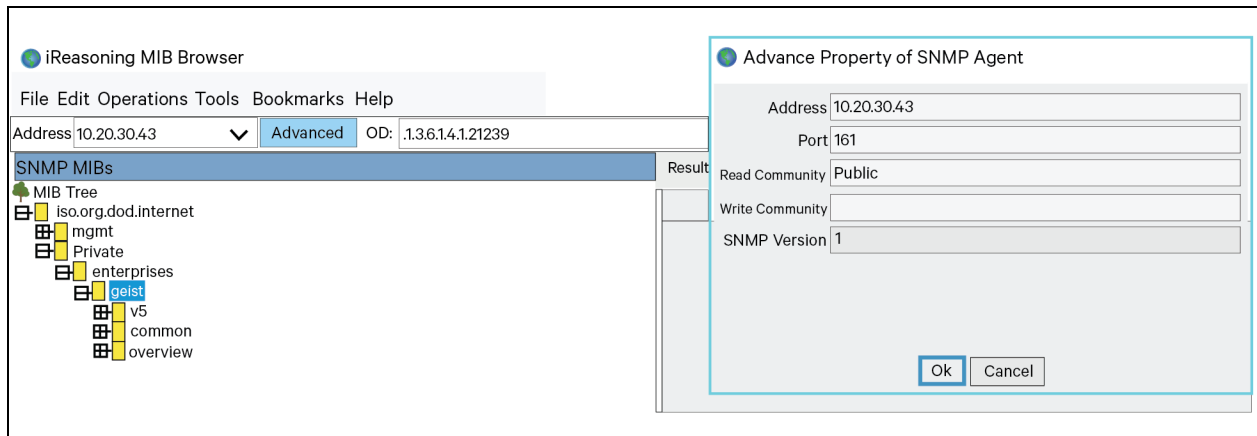 iReasoning MIB Browser
File Edit Operations Tools Bookmarks Help
Address 10.20.30.43 Advanced OD: .1.3.6.1.4.1.21239
SNMP MIBs
MIB Tree
iso.org.dod.internet
mgmt
Private
enterprises
geist
v5
common
overview
Result
Advance Property of SNMP Agent
Address 10.20.30.43
Port 161
Read Community Public
Write Community
SNMP Version 1
Ok Cancel